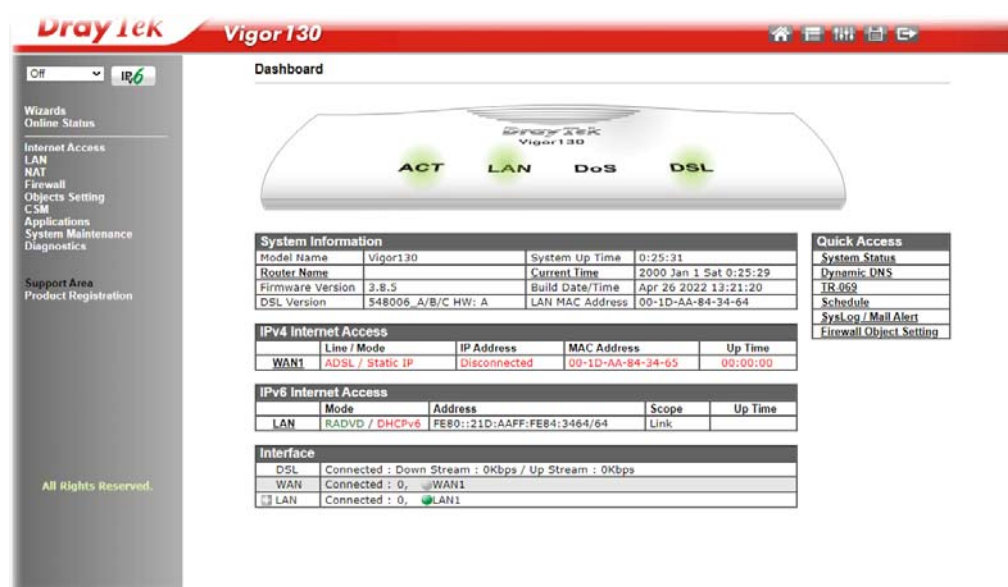 DrayTek Vigor130
Off IPv6
Dashboard
Wizards
Online Status
Internet Access
LAN
NAT
Firewall
Objects Setting
CSM
Applications
System Maintenance
Diagnostics
Support Area
Product Registration
All Rights Reserved.
DrayTek
Vigor130
ACT LAN DoS DSL
System Information
Model Name Vigor130 System Up Time 0:25:31
Router Name Current Time 2000 Jan 1 Sat 0:25:29
Firmware Version 3.8.5 Build Date/Time Apr 26 2022 13:21:20
DSL Version 548006_A/B/C HW: A LAN MAC Address 00-1D-AA-84-34-64
IPv4 Internet Access
Line / Mode IP Address MAC Address Up Time
WAN1 ADSL / Static IP Disconnected 00-1D-AA-84-34-65 00:00:00
IPv6 Internet Access
Mode Address Scope Up Time
LAN RADVD / DHCPv6 FE80::21D:AAFF:FE84:3464/64 Link
Interface
DSL Connected : Down Stream : 0Kbps / Up Stream : 0Kbps
WAN Connected : 0, WAN1
LAN Connected : 0, LAN1
Quick Access
System Status
Dynamic DNS
TR-069
Schedule
SysLog / Mail Alert
Firewall Object Setting